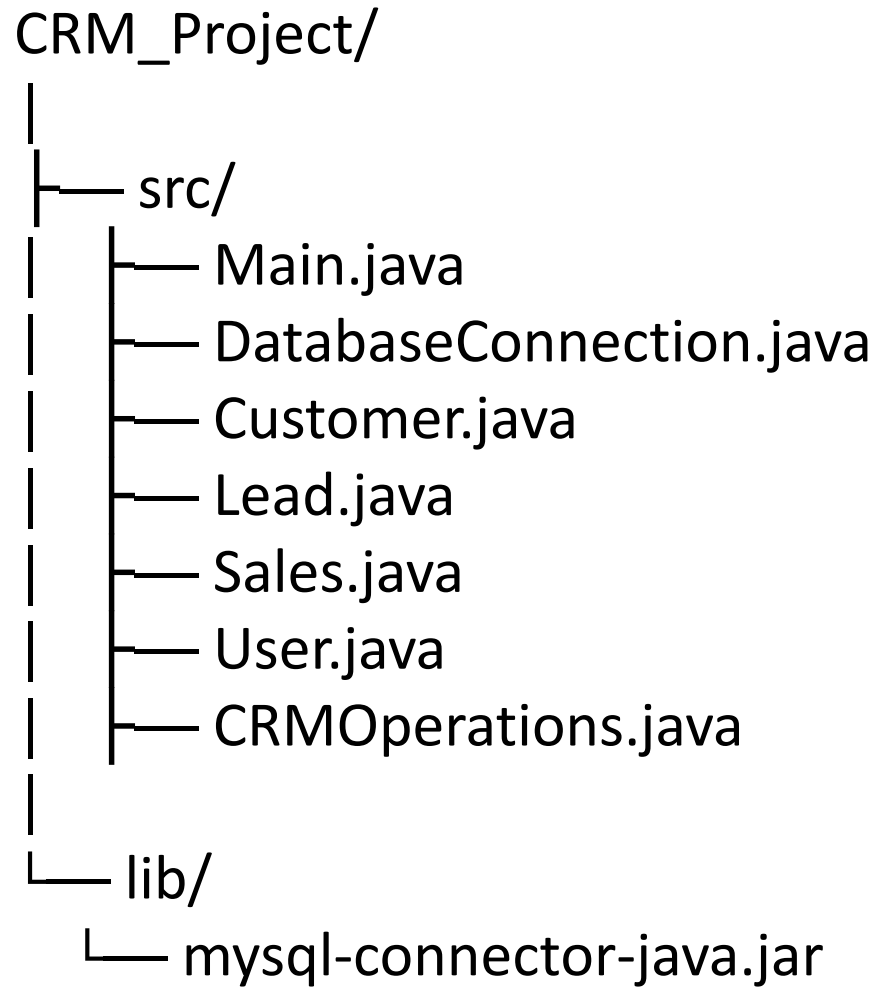 CRM_Project/
│
├── src/
│   ├── Main.java
│   ├── DatabaseConnection.java
│   ├── Customer.java
│   ├── Lead.java
│   ├── Sales.java
│   ├── User.java
│   ├── CRMOperations.java
│
└── lib/
    └── mysql-connector-java.jar